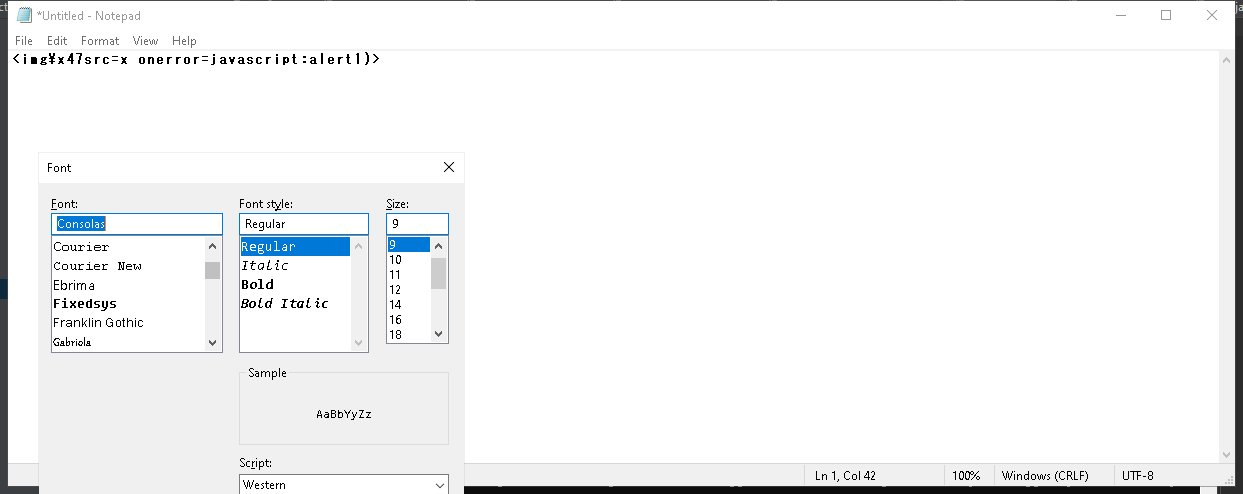 *Untitled - Notepad
File Edit Format View Help
<img¥x47src=x onerror=javascript:alert1)>
Font
Font: Font style: Size:
Consolas Regular 9
Courier Regular 9
Courier New Italic 10
Ebrima Bold 11
Fixedsys Bold Italic 12
Franklin Gothic 14
Gabriola 16
18
Sample
AaBbYyZz
Script:
Western
Ln 1, Col 42 100% Windows (CRLF) UTF-8